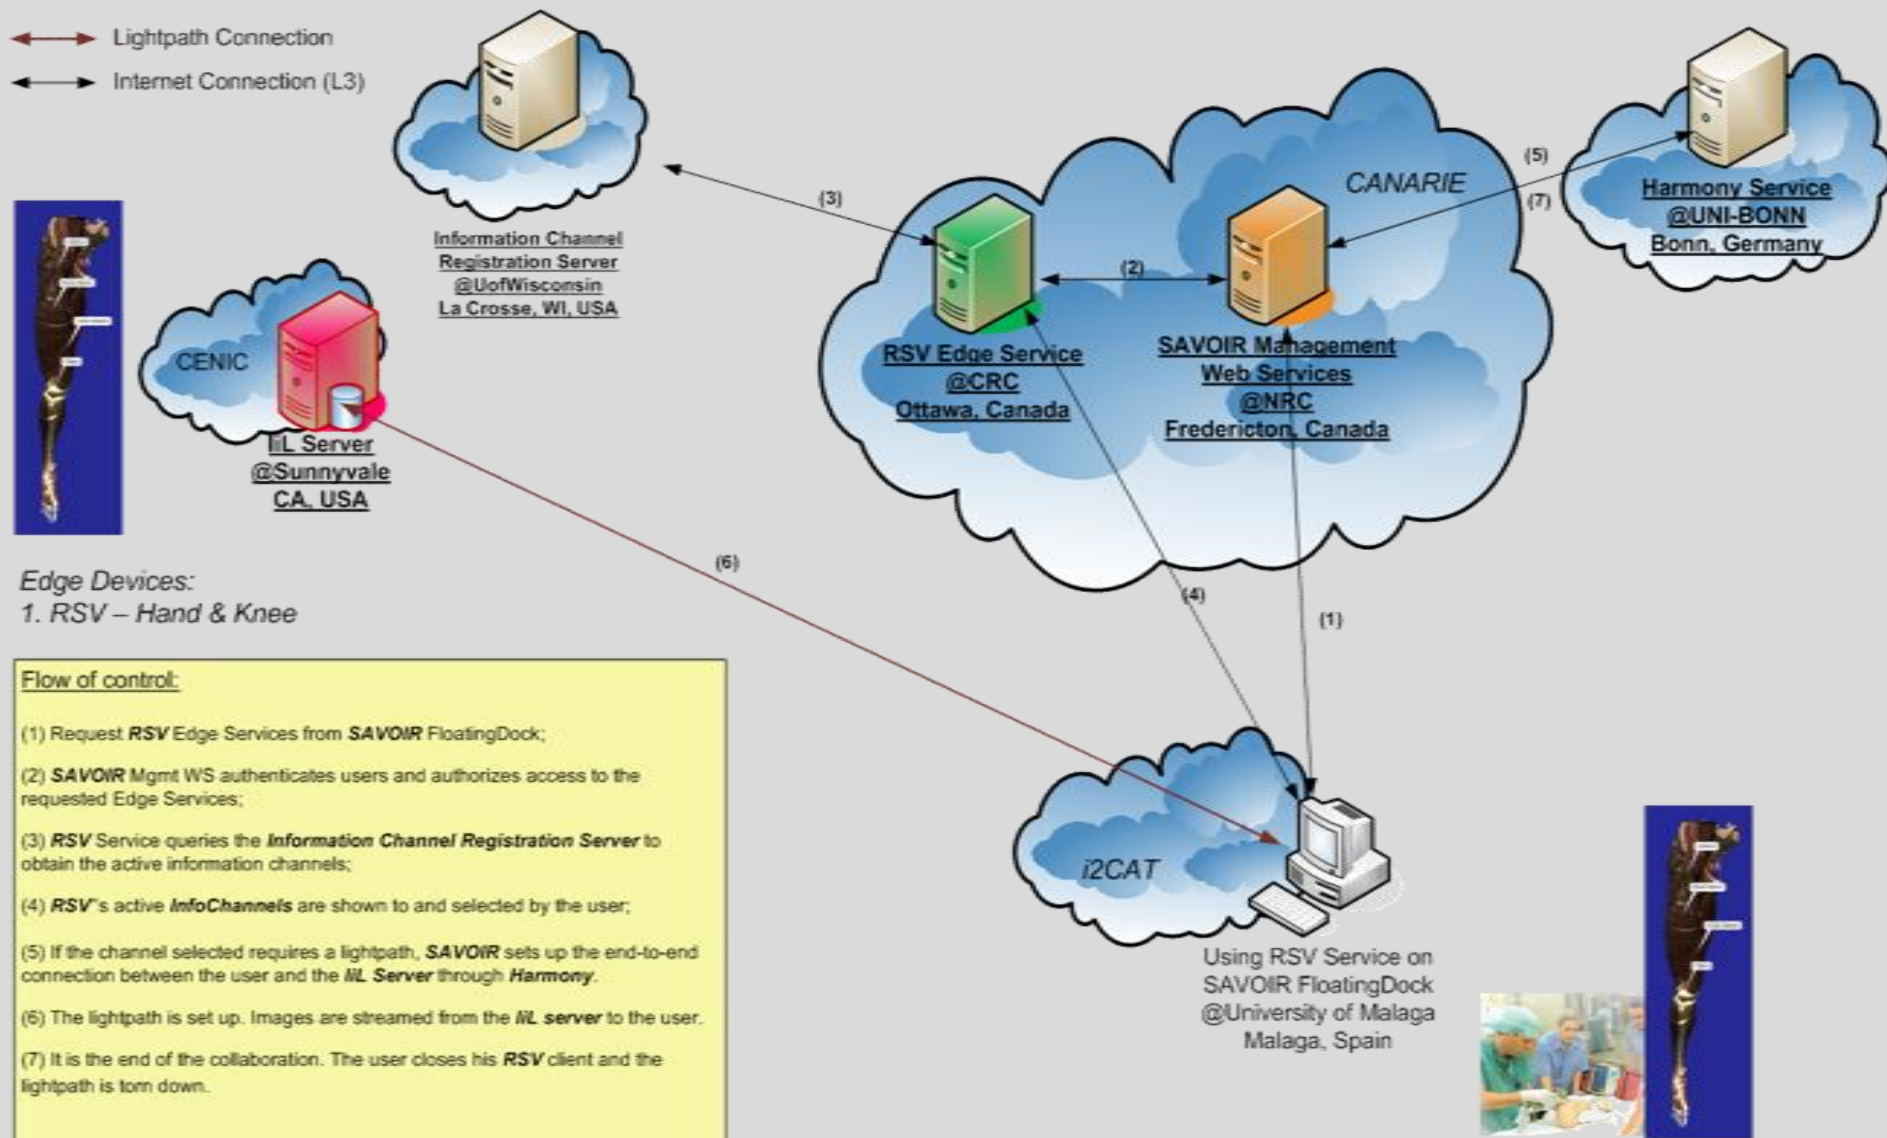 Lightpath Connection
Internet Connection (L3)
Information Channel
Registration Server
@UofWisconsin
La Crosse, WI, USA
(3)
CANARIE
(5)
(7)
Harmony Service
@UNI-BONN
Bonn, Germany
(2)
RSV Edge Service
@CRC
Ottawa, Canada
SAVOIR Management
Web Services
@NRC
Fredericton, Canada
CENIC
IiL Server
@Sunnyvale
CA, USA
(6)
(4)
(1)
Edge Devices:
1. RSV – Hand & Knee
Flow of control:
(1) Request RSV Edge Services from SAVOIR FloatingDock;
(2) SAVOIR Mgmt WS authenticates users and authorizes access to the
requested Edge Services;
(3) RSV Service queries the Information Channel Registration Server to
obtain the active information channels;
(4) RSV"s active InfoChannels are shown to and selected by the user;
(5) If the channel selected requires a lightpath, SAVOIR sets up the end-to-end
connection between the user and the IiL Server through Harmony.
(6) The lightpath is set up. Images are streamed from the IiL server to the user.
(7) It is the end of the collaboration. The user closes his RSV client and the
lightpath is torn down.
i2CAT
Using RSV Service on
SAVOIR FloatingDock
@University of Malaga
Malaga, Spain